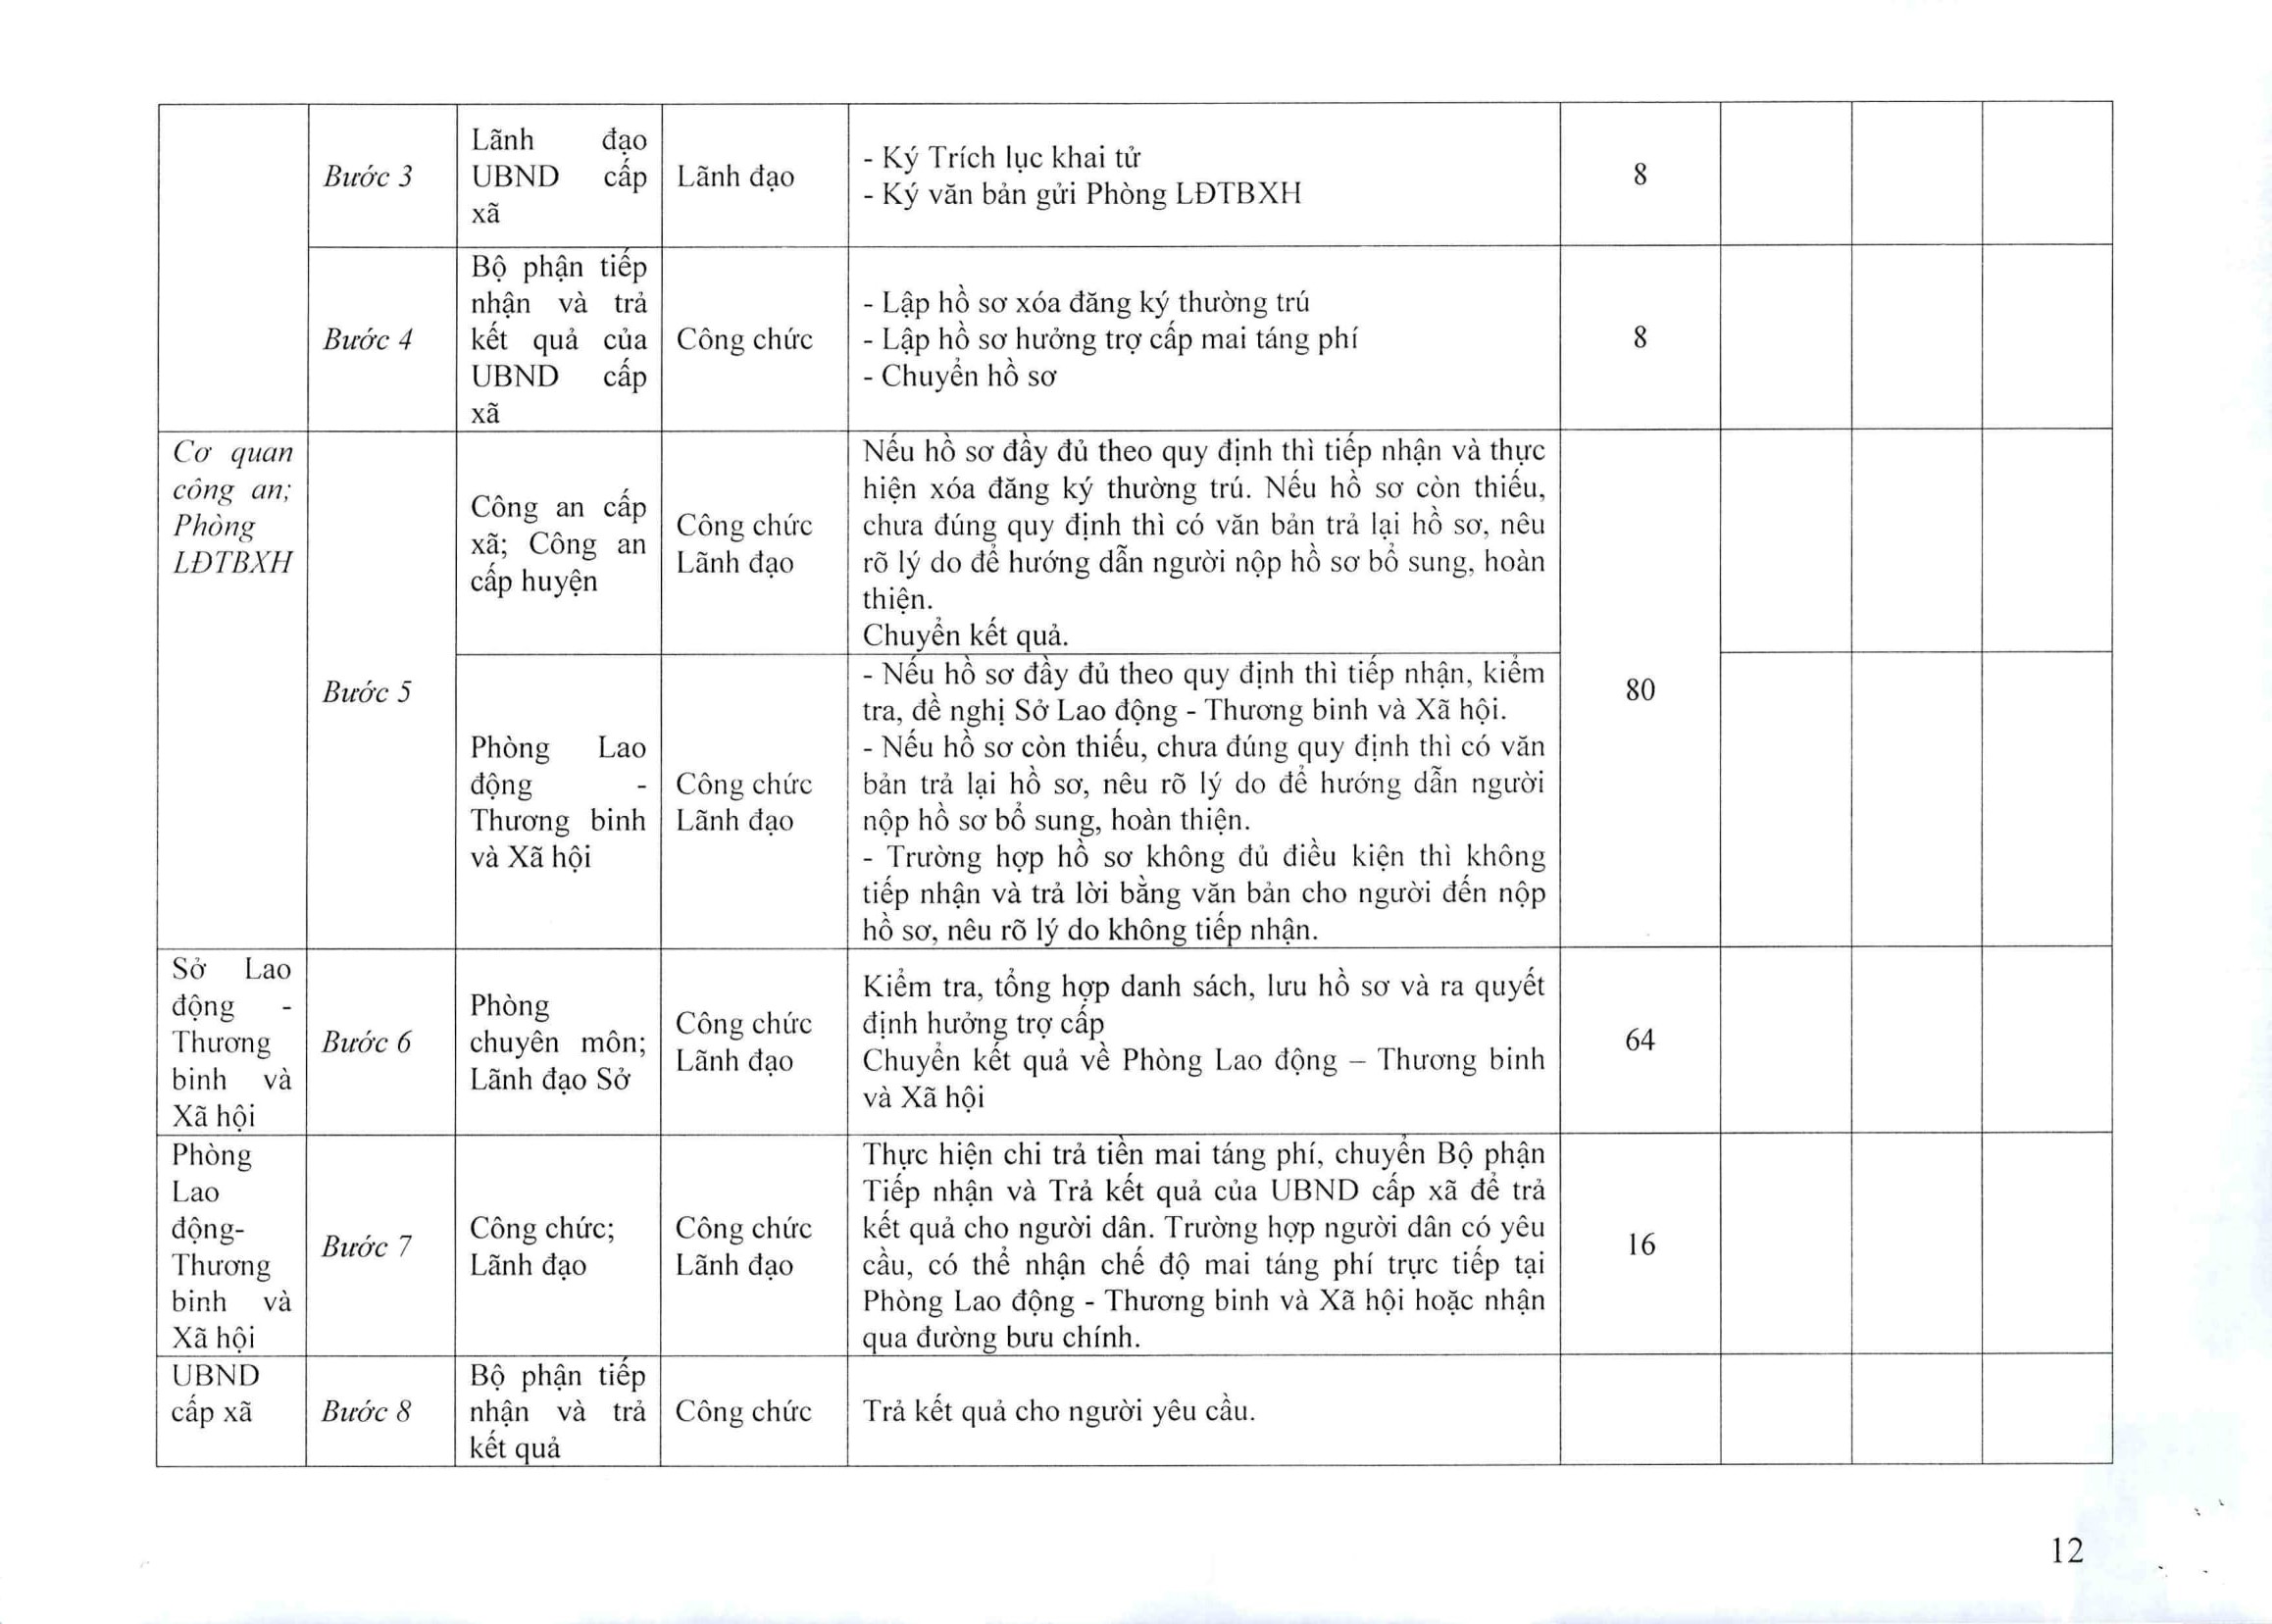 Bước 3
Lãnh đạo
UBND cấp
xã
Lãnh đạo
- Ký Trích lục khai tử
- Ký văn bản gửi Phòng LĐTBXH
8
Bước 4
Bộ phận tiếp
nhận và trả
kết quả của
UBND cấp
xã
Công chức
- Lập hồ sơ xóa đăng ký thường trú
- Lập hồ sơ hưởng trợ cấp mai táng phí
- Chuyển hồ sơ
8
Cơ quan
công an;
Phòng
LĐTBXH
Bước 5
Công an cấp
xã; Công an
cấp huyện
Công chức
Lãnh đạo
Nếu hồ sơ đầy đủ theo quy định thì tiếp nhận và thực
hiện xóa đăng ký thường trú. Nếu hồ sơ còn thiếu,
chưa đúng quy định thì có văn bản trả lại hồ sơ, nêu
rõ lý do để hướng dẫn người nộp hồ sơ bổ sung, hoàn
thiện.
Chuyển kết quả.
80
Phòng Lao
động -
Thương binh
và Xã hội
Công chức
Lãnh đạo
- Nếu hồ sơ đầy đủ theo quy định thì tiếp nhận, kiểm
tra, đề nghị Sở Lao động - Thương binh và Xã hội.
- Nếu hồ sơ còn thiếu, chưa đúng quy định thì có văn
bản trả lại hồ sơ, nêu rõ lý do để hướng dẫn người
nộp hồ sơ bổ sung, hoàn thiện.
- Trường hợp hồ sơ không đủ điều kiện thì không
tiếp nhận và trả lời bằng văn bản cho người đến nộp
hồ sơ, nêu rõ lý do không tiếp nhận.
Sở Lao
động -
Thương
binh và
Xã hội
Bước 6
Phòng
chuyên môn;
Lãnh đạo Sở
Công chức
Lãnh đạo
Kiểm tra, tổng hợp danh sách, lưu hồ sơ và ra quyết
định hưởng trợ cấp
Chuyển kết quả về Phòng Lao động – Thương binh
và Xã hội
64
Phòng
Lao
động-
Thương
binh và
Xã hội
Bước 7
Công chức;
Lãnh đạo
Công chức
Lãnh đạo
Thực hiện chi trả tiền mai táng phí, chuyển Bộ phận
Tiếp nhận và Trả kết quả của UBND cấp xã để trả
kết quả cho người dân. Trường hợp người dân có yêu
cầu, có thể nhận chế độ mai táng phí trực tiếp tại
Phòng Lao động - Thương binh và Xã hội hoặc nhận
qua đường bưu chính.
16
UBND
cấp xã
Bước 8
Bộ phận tiếp
nhận và trả
kết quả
Công chức
Trả kết quả cho người yêu cầu.
12